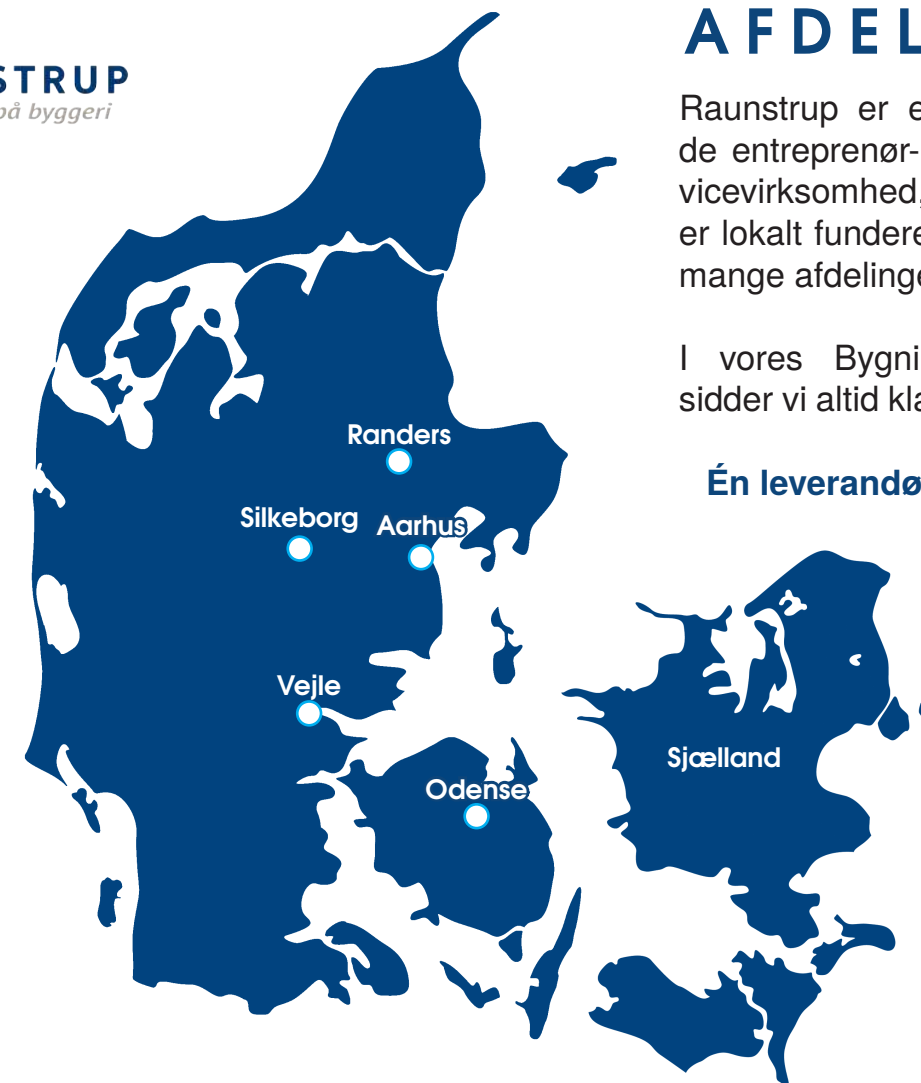 STRUP
på byggeri
AFDEL
Raunstrup er e
de entreprenør-
vicevirksomhed,
er lokalt fundere
mange afdelinge
I vores Bygni
sidder vi altid kla
Én leverandø
Randers
Silkeborg
Aarhus
Vejle
Odense
Sjælland